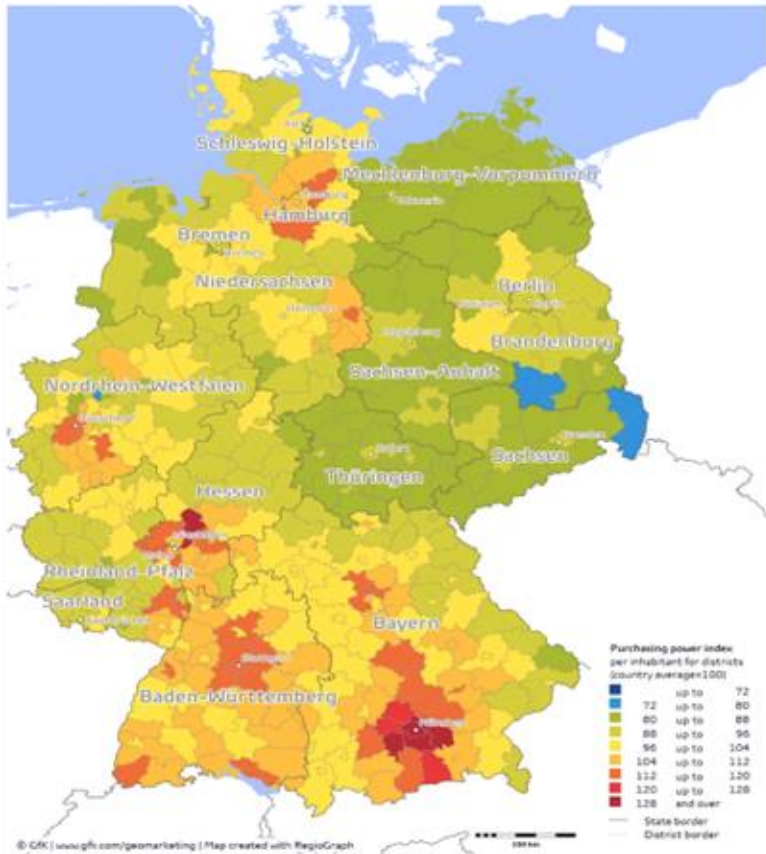 Schleswig-Holstein
Mecklenburg-Vorpommern
Hamburg
Bremen
Niedersachsen
Berlin
Brandenburg
Sachsen-Anhalt
Nordrhein-Westfalen
Hessen
Thüringen
Sachsen
Rheinland-Pfalz
Saarland
Bayern
Baden-Württemberg
Purchasing power index
per inhabitant for districts
(country average=100)
up to 72
72 up to 80
80 up to 88
88 up to 96
96 up to 104
104 up to 112
112 up to 120
120 up to 128
128 and over
State border
District border
© GfK | www.gfk.com/geomarketing | Map created with RegioGraph